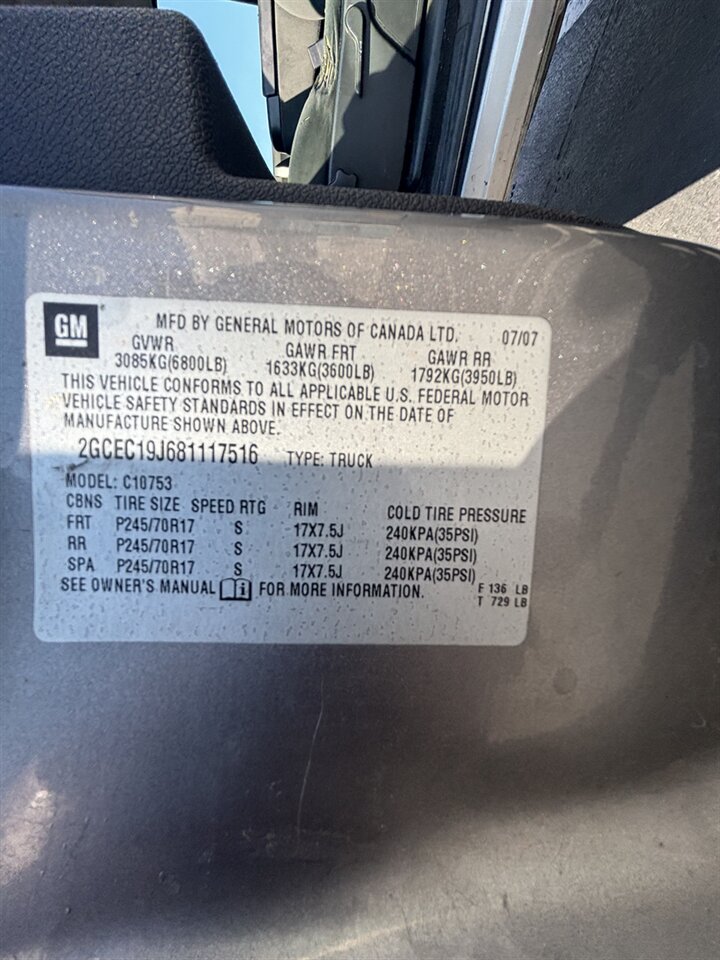 GM
MFD BY GENERAL MOTORS OF CANADA LTD. 07/07
GVWR GAWR FRT GAWR RR
3085KG(6800LB) 1633KG(3600LB) 1792KG(3950LB)
THIS VEHICLE CONFORMS TO ALL APPLICABLE U.S. FEDERAL MOTOR
VEHICLE SAFETY STANDARDS IN EFFECT ON THE DATE OF
MANUFACTURE SHOWN ABOVE.
2GCEC19J681117516 TYPE: TRUCK
MODEL: C10753
CBNS TIRE SIZE SPEED RTG RIM COLD TIRE PRESSURE
FRT P245/70R17 S 17X7.5J 240KPA(35PSI)
RR P245/70R17 S 17X7.5J 240KPA(35PSI)
SPA P245/70R17 S 17X7.5J 240KPA(35PSI)
SEE OWNER'S MANUAL i FOR MORE INFORMATION. F 136 LB
T 729 LB